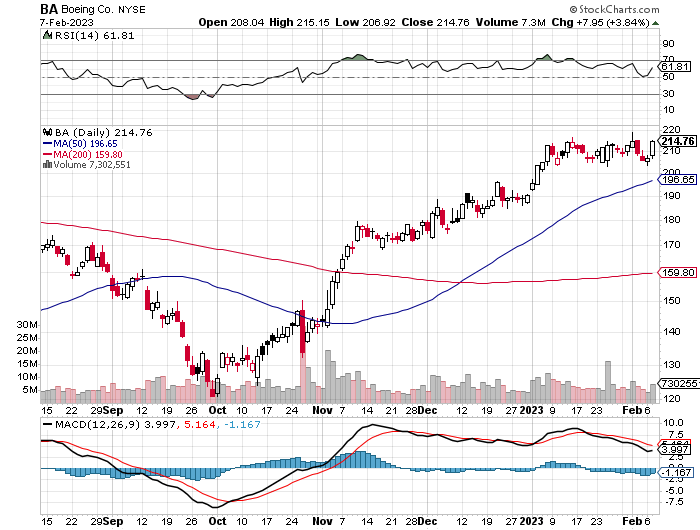 BA Boeing Co. NYSE © StockCharts.com
7-Feb-2023 Open 208.04 High 215.15 Low 206.92 Close 214.76 Volume 7.3M Chg +7.95 (+3.84%)
RSI(14) 61.81
90
70
61.81
50
30
10
BA (Daily) 214.76
MA(50) 196.65
MA(200) 159.80
Volume 7,302,551
220
214.76
210
200
196.65
190
180
170
159.80
150
140
130
120
30M
25M
20M
15M
10M
5M
730255
15 22 29 Sep 12 19 26 Oct 10 17 24 Nov 7 14 21 28 Dec 12 19 27 2023 9 17 23 Feb 6
MACD(12,26,9) 3.997, 5.164, -1.167
10.0
7.5
5.164
3.997
-1.167
-2.5
-5.0
-7.5
15 22 29 Sep 12 19 26 Oct 10 17 24 Nov 7 14 21 28 Dec 12 19 27 2023 9 17 23 Feb 6